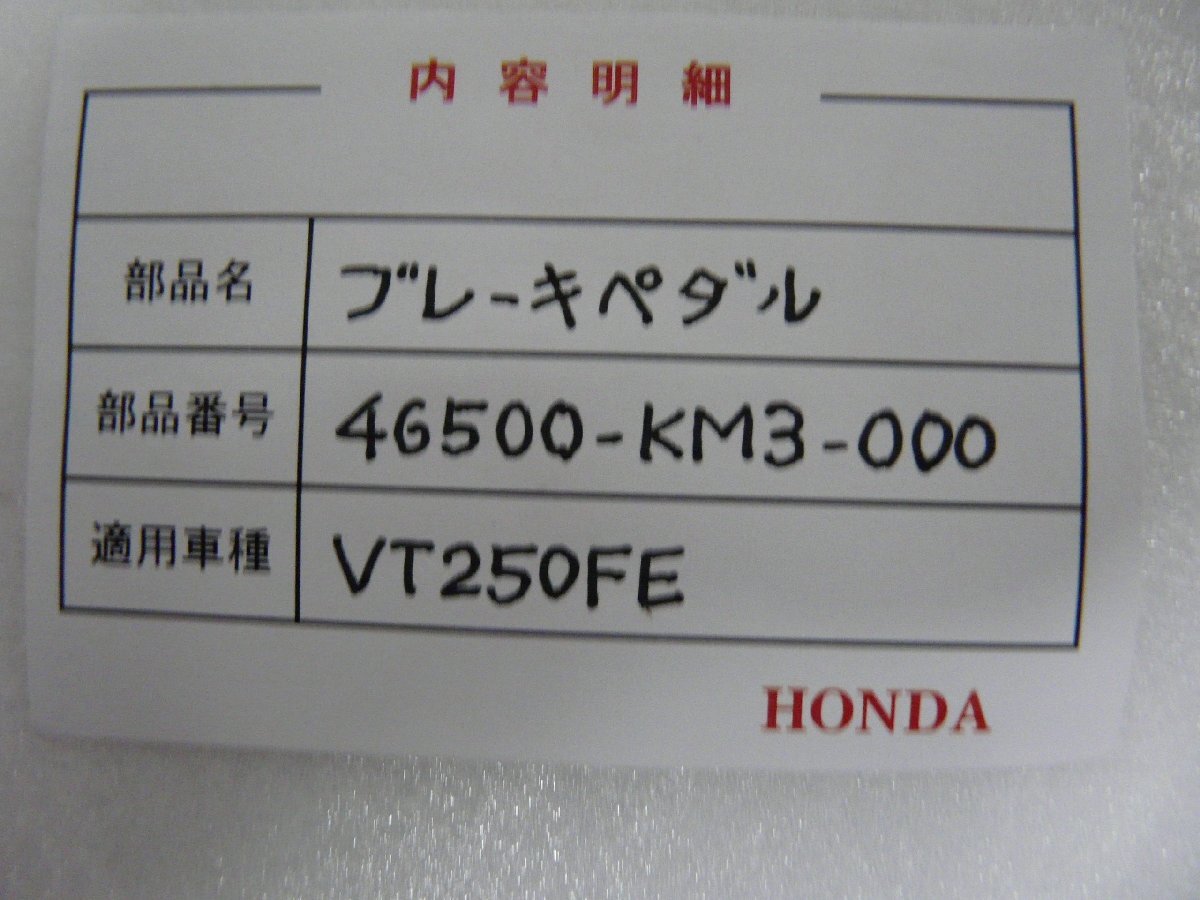 内容明細
部品名 ブレーキペダル
部品番号 46500-KM3-000
適用車種 VT250FE
HONDA